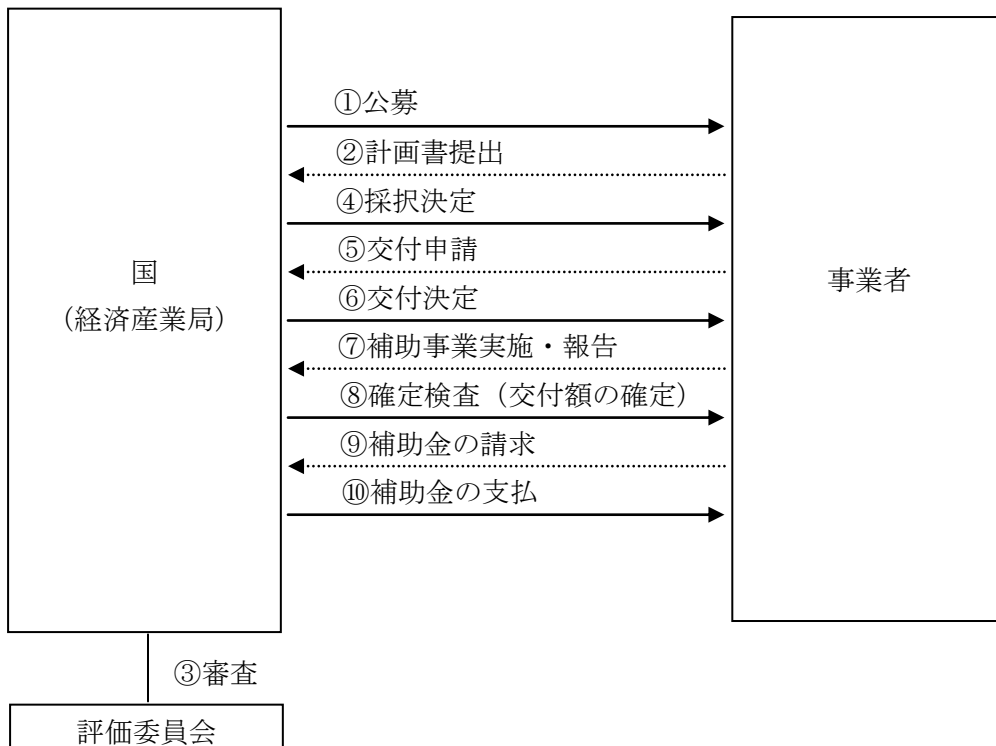 ①公募
②計画書提出
④採択決定
⑤交付申請
国
(経済産業局)
事業者
⑥交付決定
⑦補助事業実施・報告
⑧確定検査(交付額の確定)
⑨補助金の請求
⑩補助金の支払
③審査
評価委員会